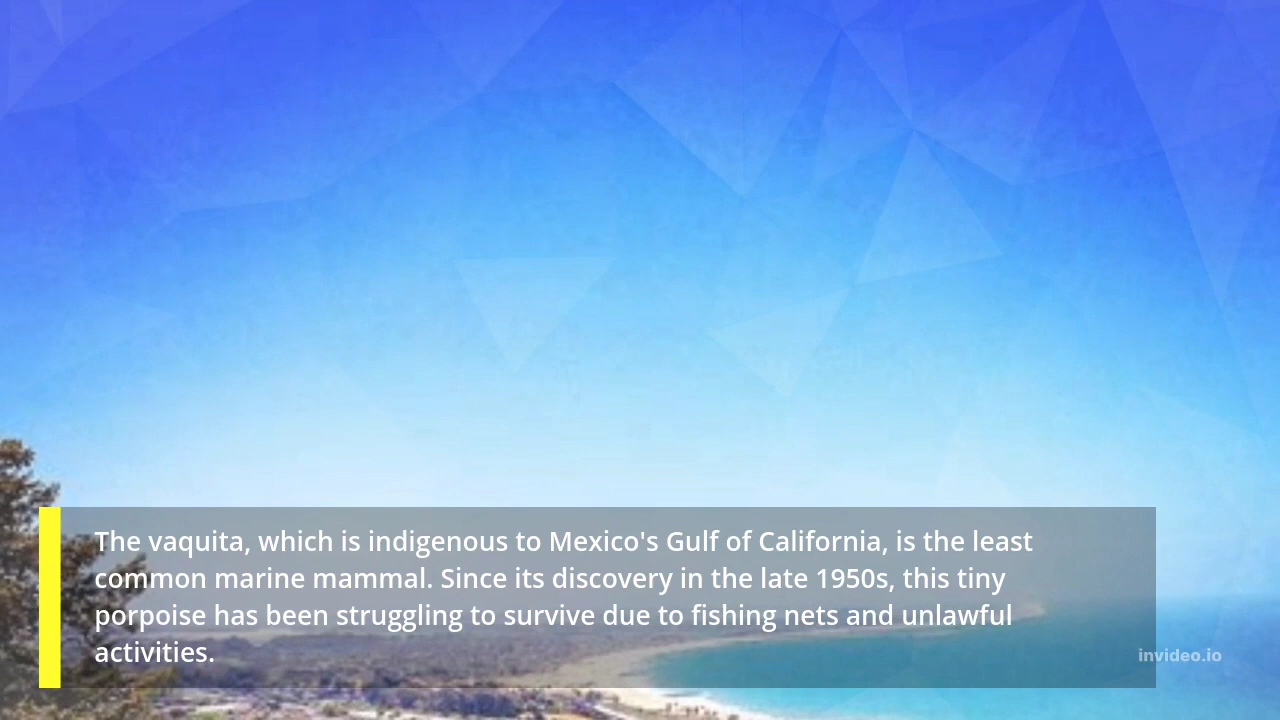 The vaquita, which is indigenous to Mexico's Gulf of California, is the least
common marine mammal. Since its discovery in the late 1950s, this tiny
porpoise has been struggling to survive due to fishing nets and unlawful
activities.
invideo.io